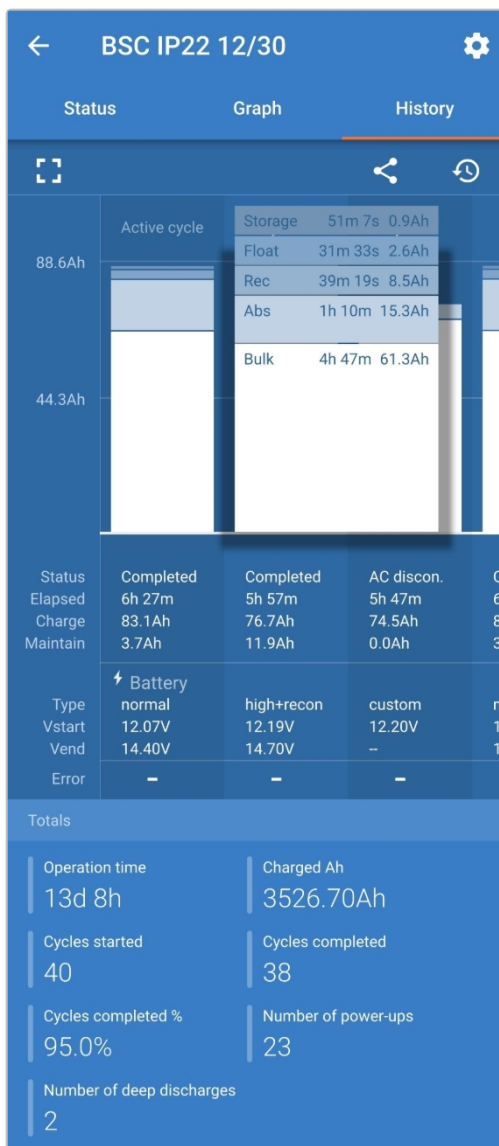 BSC IP22 12/30
Status Graph History
Active cycle
Storage 51m 7s 0.9Ah
Float 31m 33s 2.6Ah
88.6Ah
Rec 39m 19s 8.5Ah
Abs 1h 10m 15.3Ah
Bulk 4h 47m 61.3Ah
44.3Ah
Status Completed Completed AC discon.
Elapsed 6h 27m 5h 57m 5h 47m
Charge 83.1Ah 76.7Ah 74.5Ah
Maintain 3.7Ah 11.9Ah 0.0Ah
Battery
Type normal high+recon custom
Vstart 12.07V 12.19V 12.20V
Vend 14.40V 14.70V --
Error – – –
Totals
Operation time Charged Ah
13d 8h 3526.70Ah
Cycles started Cycles completed
40 38
Cycles completed % Number of power-ups
95.0% 23
Number of deep discharges
2